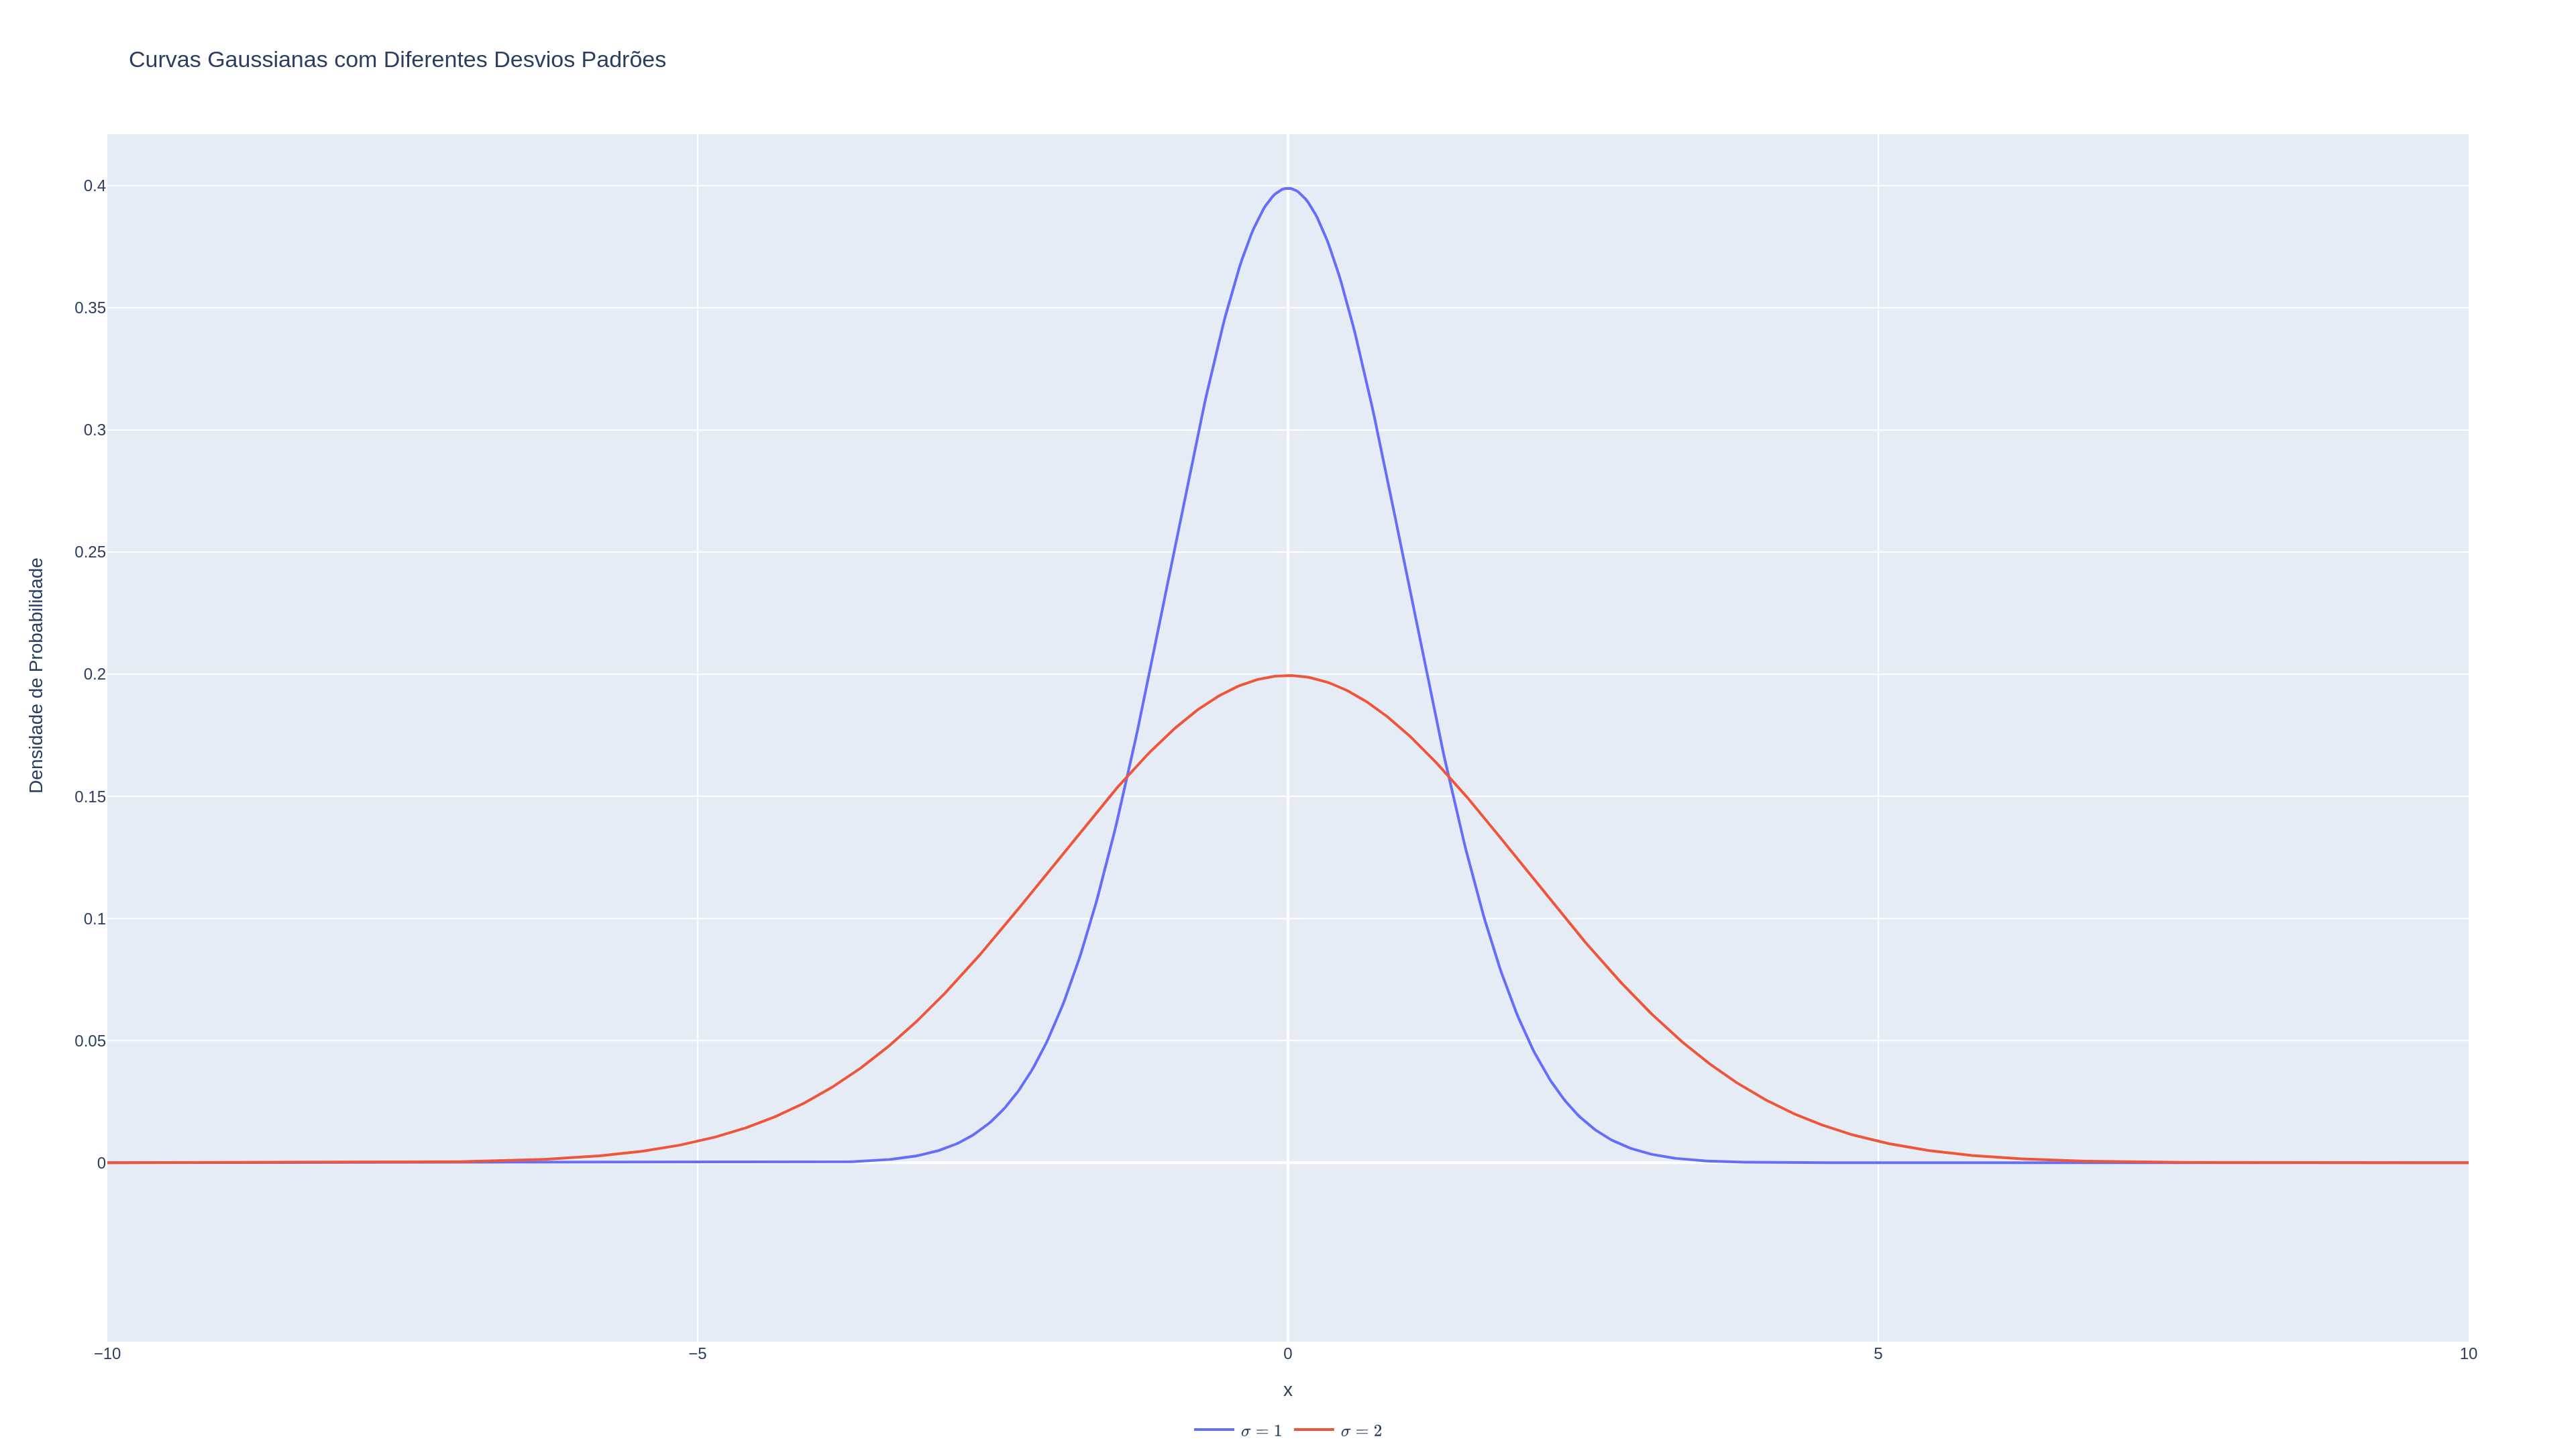 Curvas Gaussianas com Diferentes Desvios Padrões
0.4
0.35
0.3
0.25
0.2
0.15
0.1
0.05
0
Densidade de Probabilidade
−10 −5 0 5 10
x
σ = 1 σ = 2